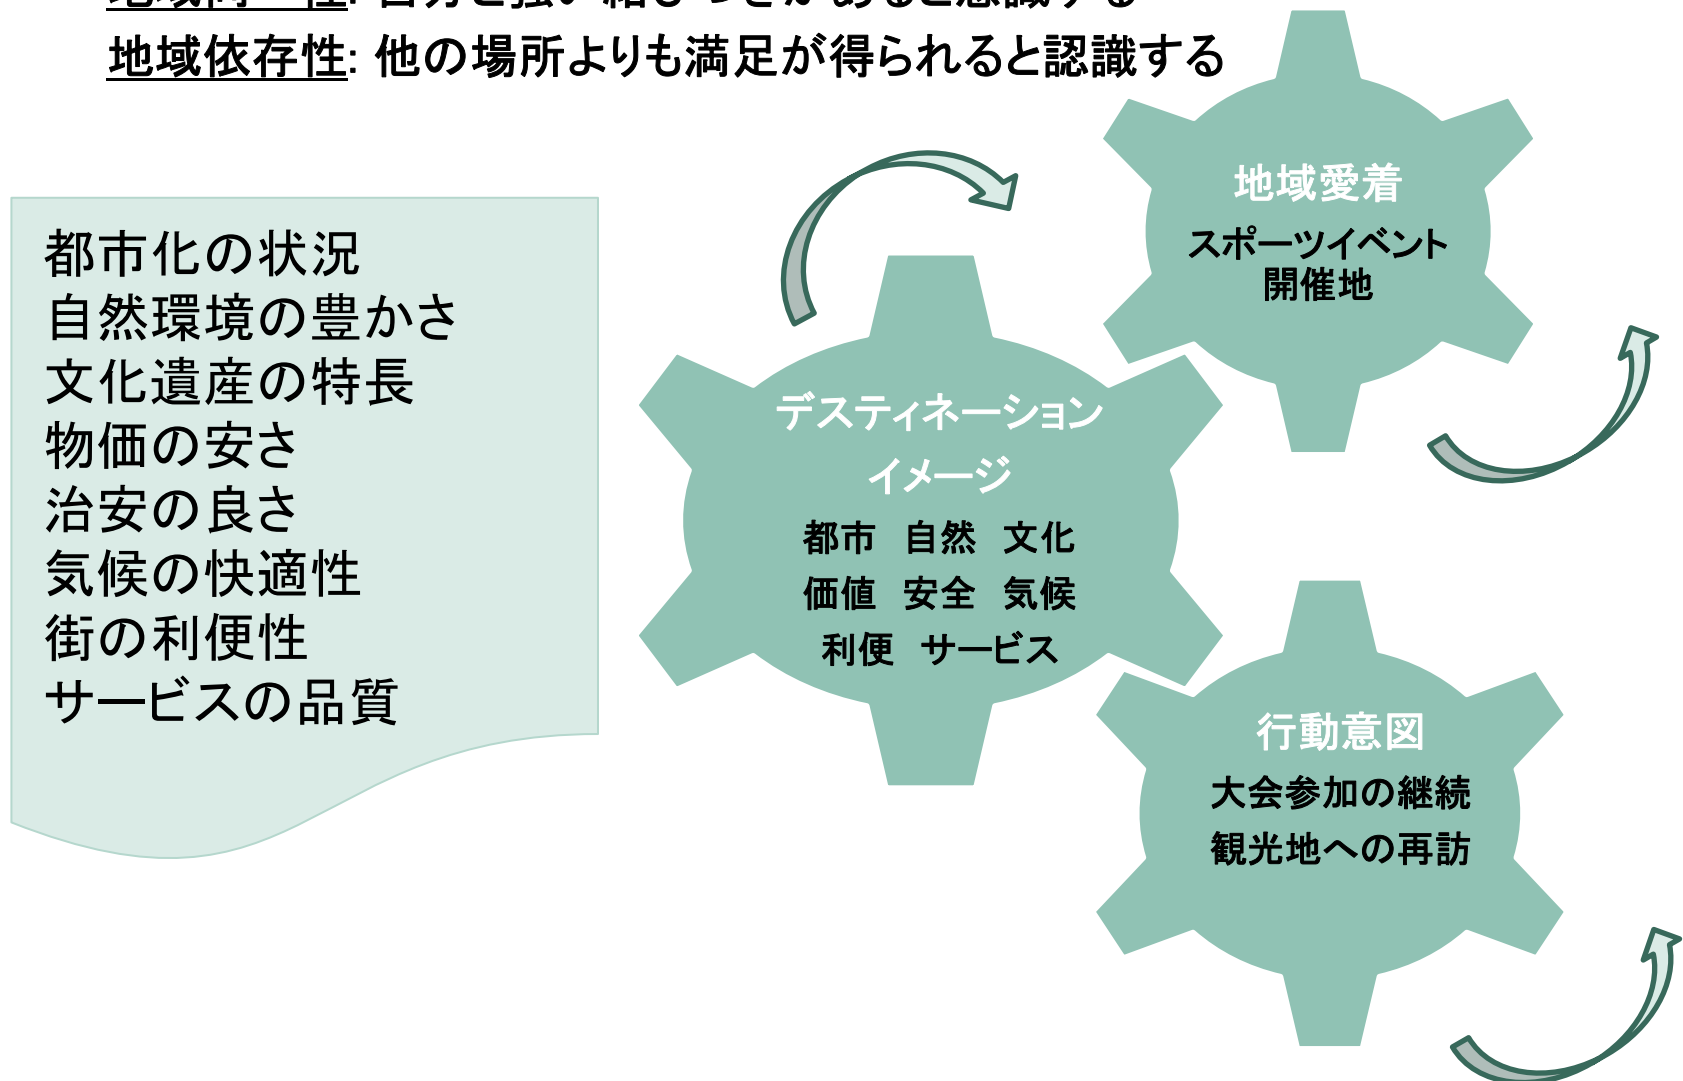 地域依存性: 他の場所よりも満足が得られると認識する
都市化の状況
自然環境の豊かさ
文化遺産の特長
物価の安さ
治安の良さ
気候の快適性
街の利便性
サービスの品質
地域愛着
スポーツイベント
開催地
デスティネーション
イメージ
都市 自然 文化
価値 安全 気候
利便 サービス
行動意図
大会参加の継続
観光地への再訪